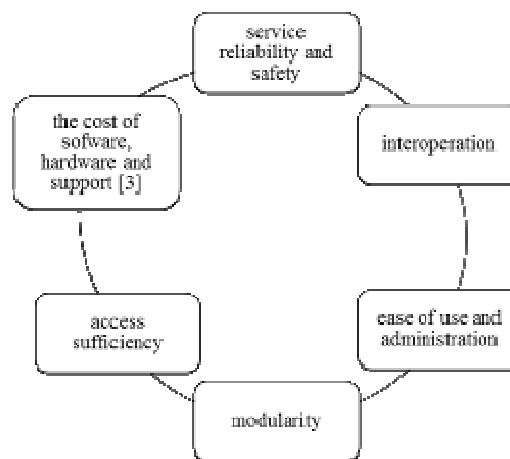 service
reliability and
safety
interoperation
ease of use and
administration
modularity
access
sufficiency
the cost of
sofware,
hardware and
support [3]